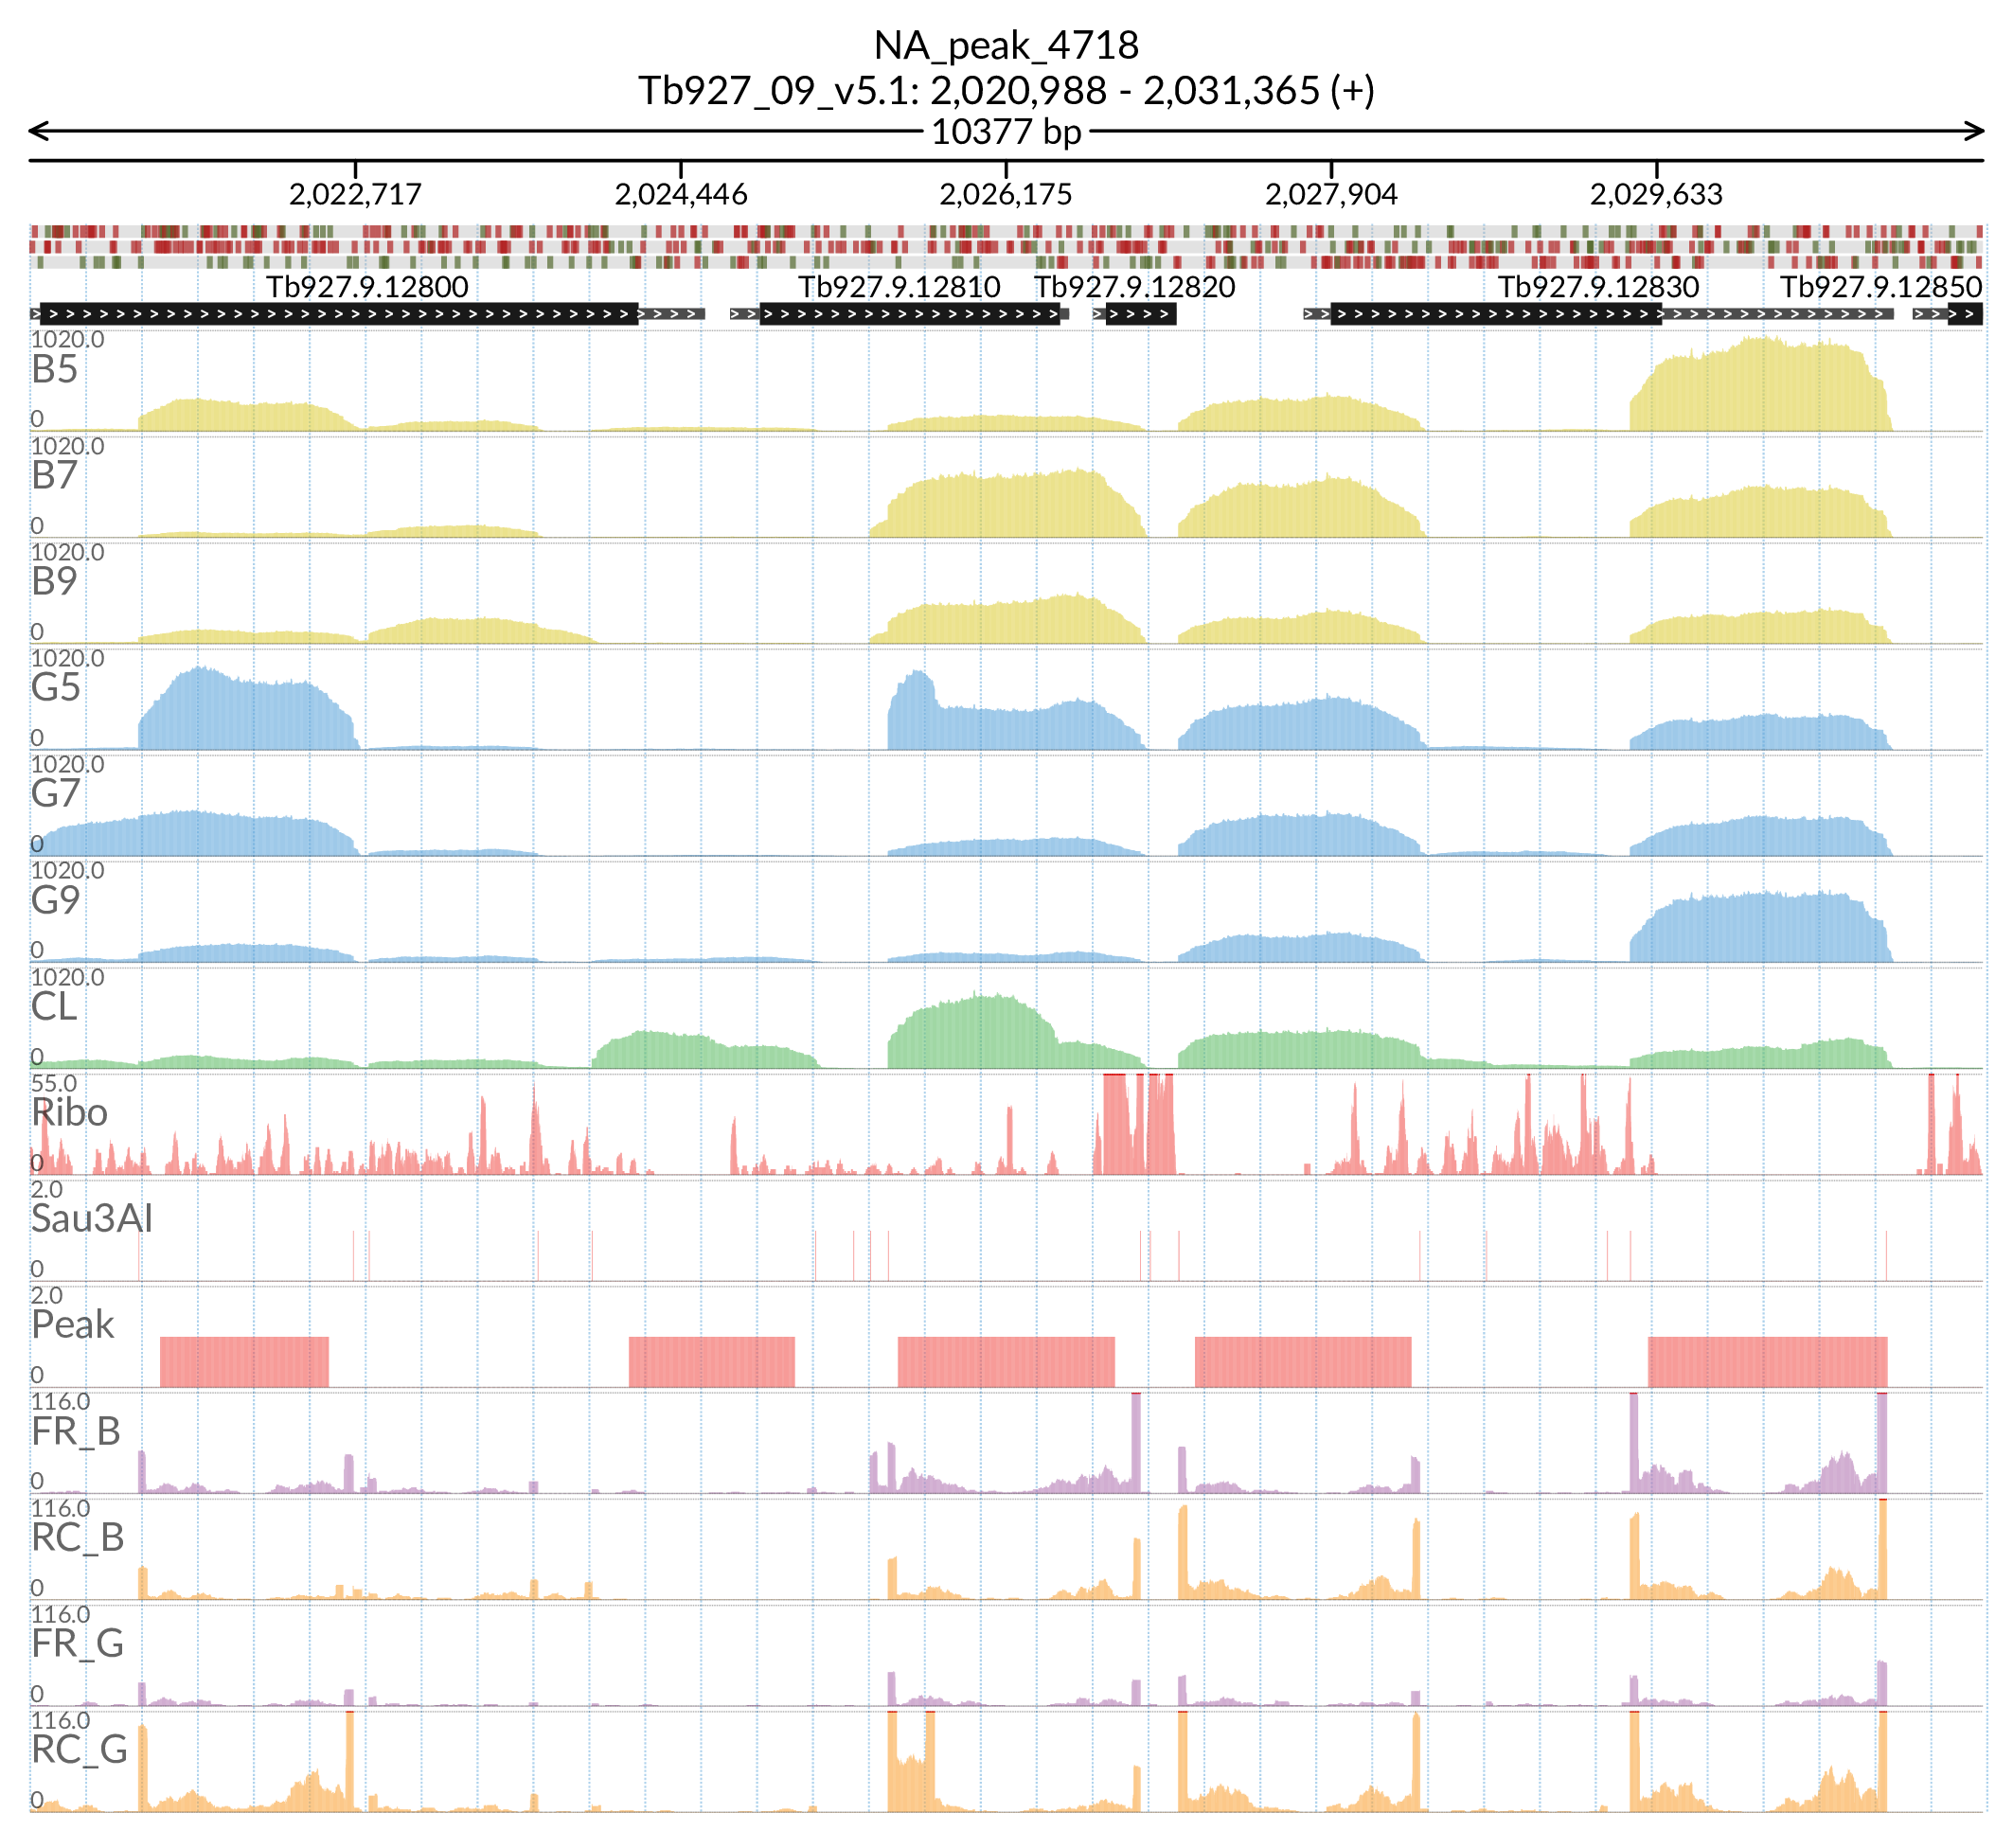 NA_peak_4718
Tb927_09_v5.1: 2,020,988 - 2,031,365 (+)
10377 bp
2,022,717 2,024,446 2,026,175 2,027,904 2,029,633
Tb927.9.12800 Tb927.9.12810 Tb927.9.12820 Tb927.9.12830 Tb927.9.12850
1020.0
B5
0
1020.0
B7
0
1020.0
B9
0
1020.0
G5
0
1020.0
G7
0
1020.0
G9
0
1020.0
CL
0
55.0
Ribo
0
2.0
Sau3AI
0
2.0
Peak
0
116.0
FR_B
0
116.0
RC_B
0
116.0
FR_G
0
116.0
RC_G
0